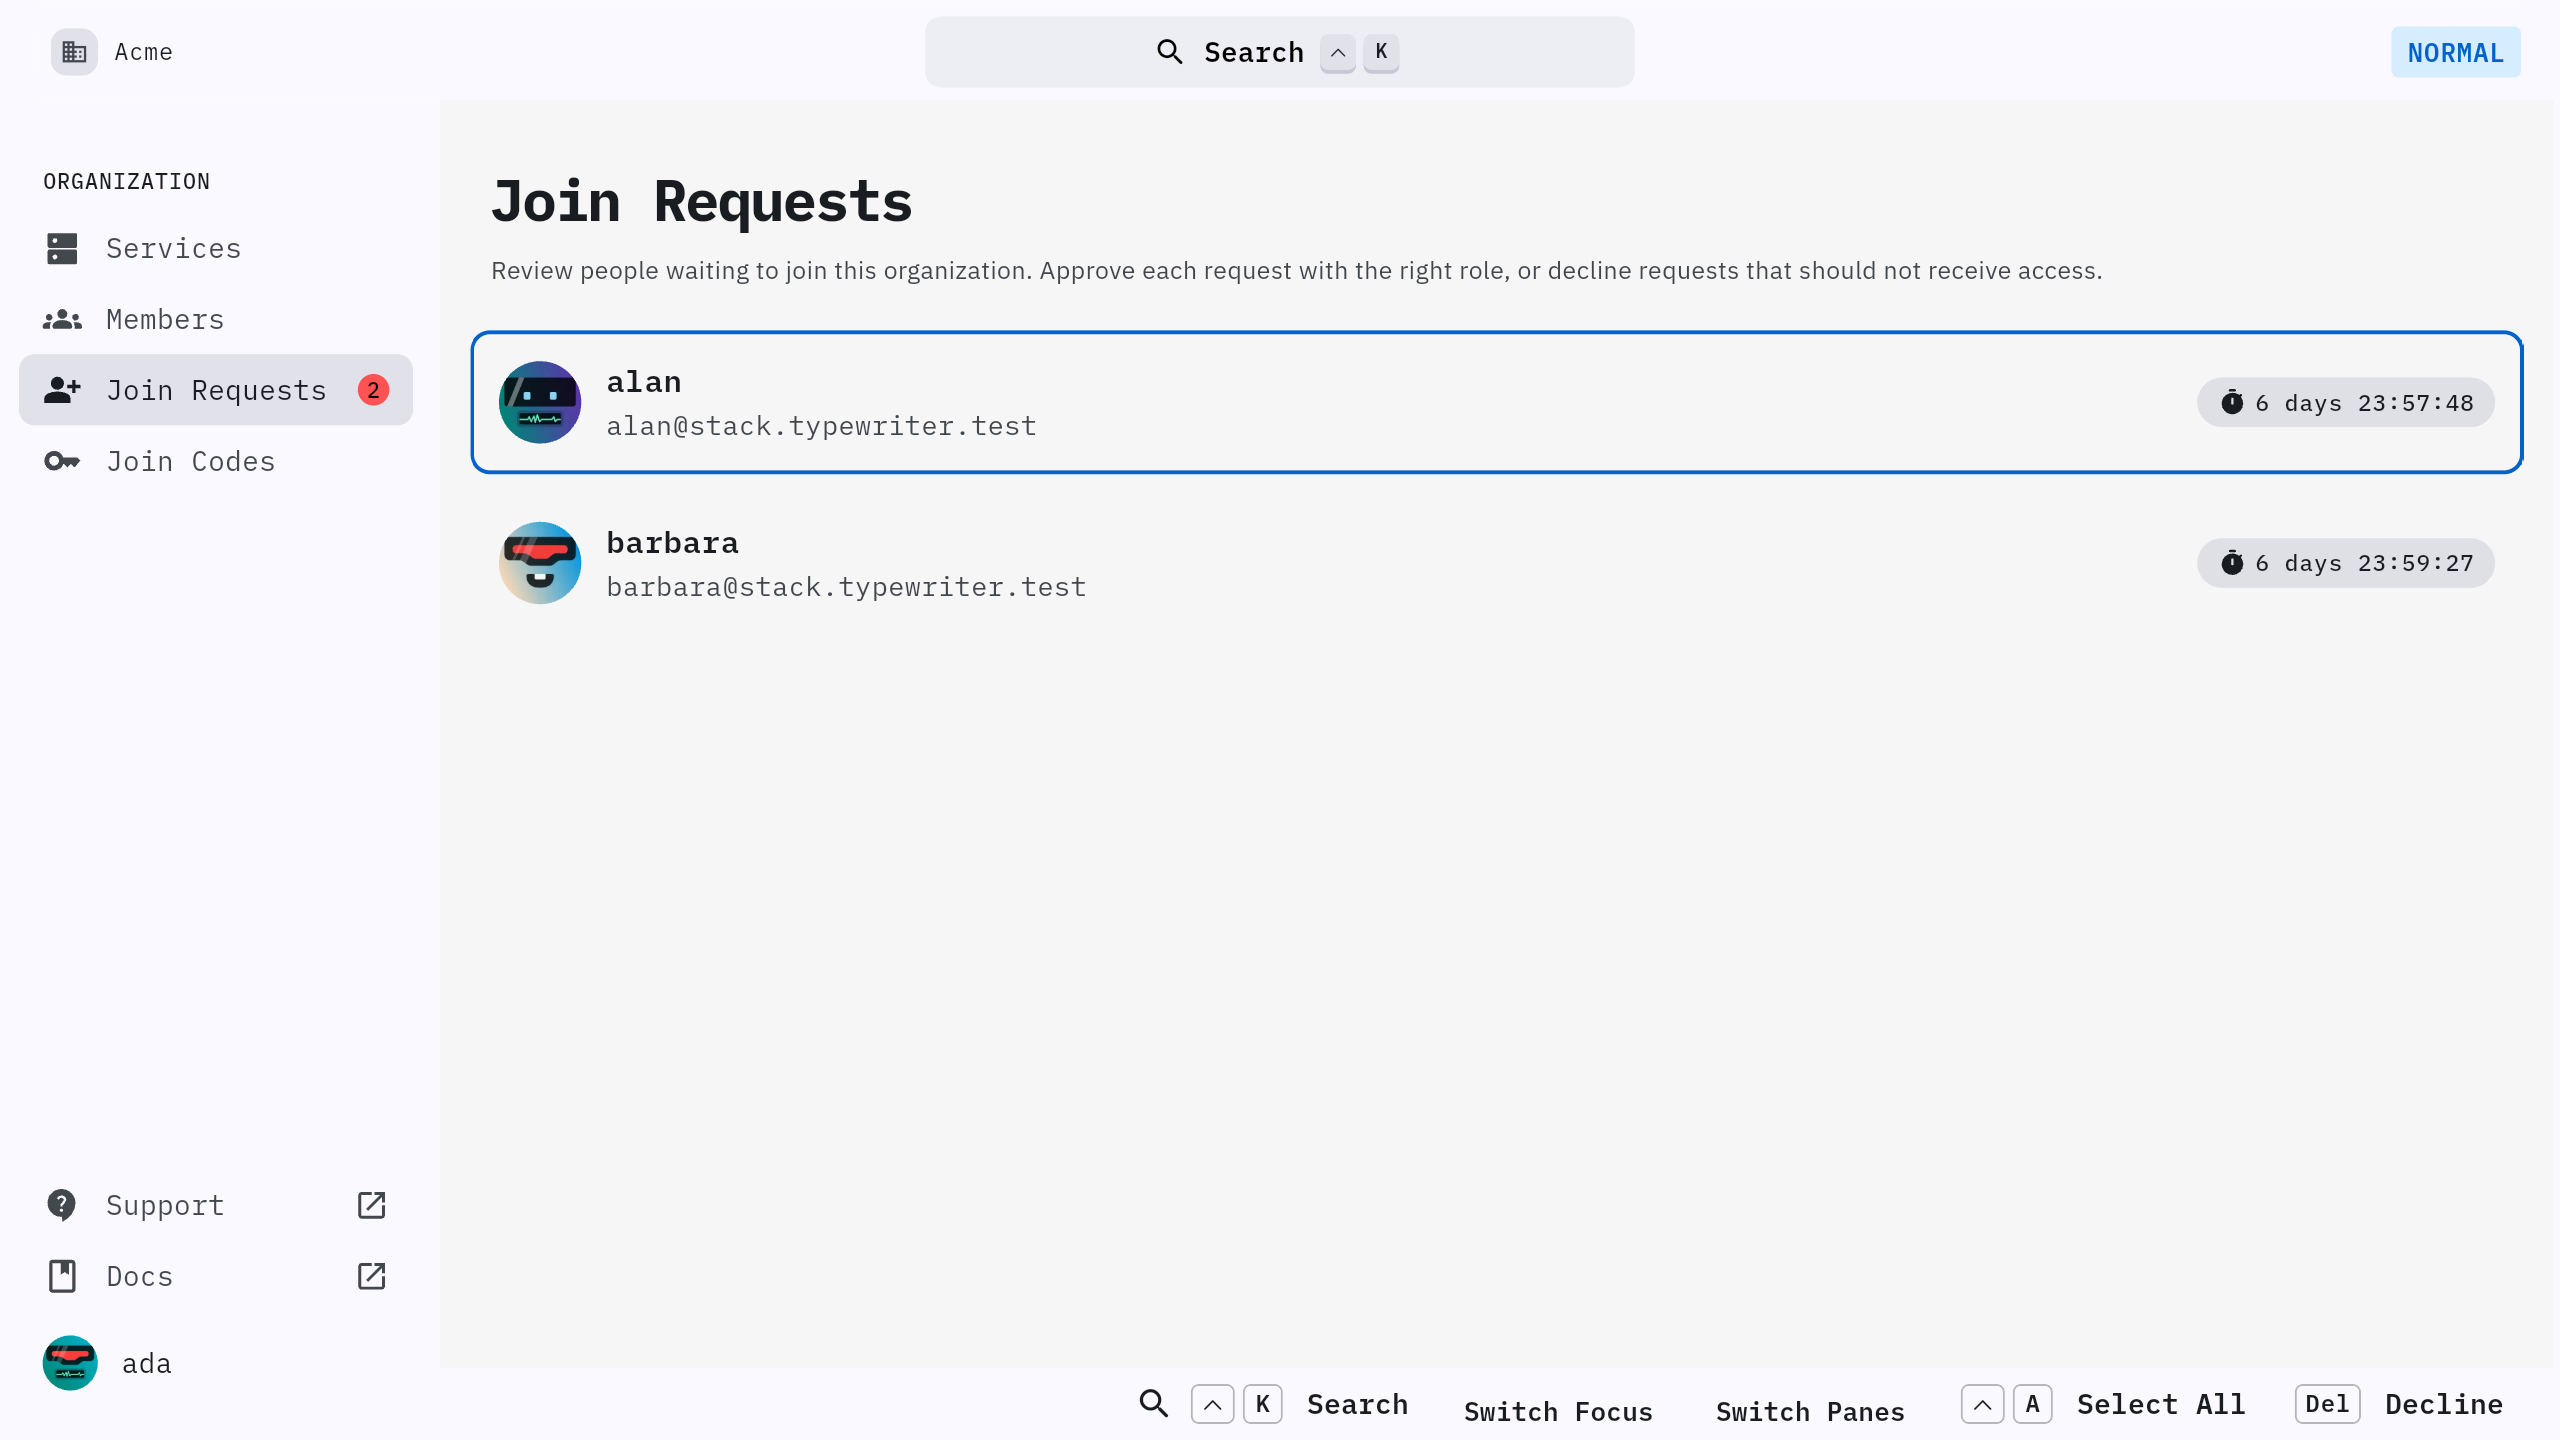 Acme
Search ^ K
NORMAL
ORGANIZATION
Services
Members
Join Requests 2
Join Codes
Join Requests
Review people waiting to join this organization. Approve each request with the right role, or decline requests that should not receive access.
alan
alan@stack.typewriter.test
6 days 23:57:48
barbara
barbara@stack.typewriter.test
6 days 23:59:27
Support
Docs
ada
^ K Search Switch Focus Switch Panes ^ A Select All Del Decline